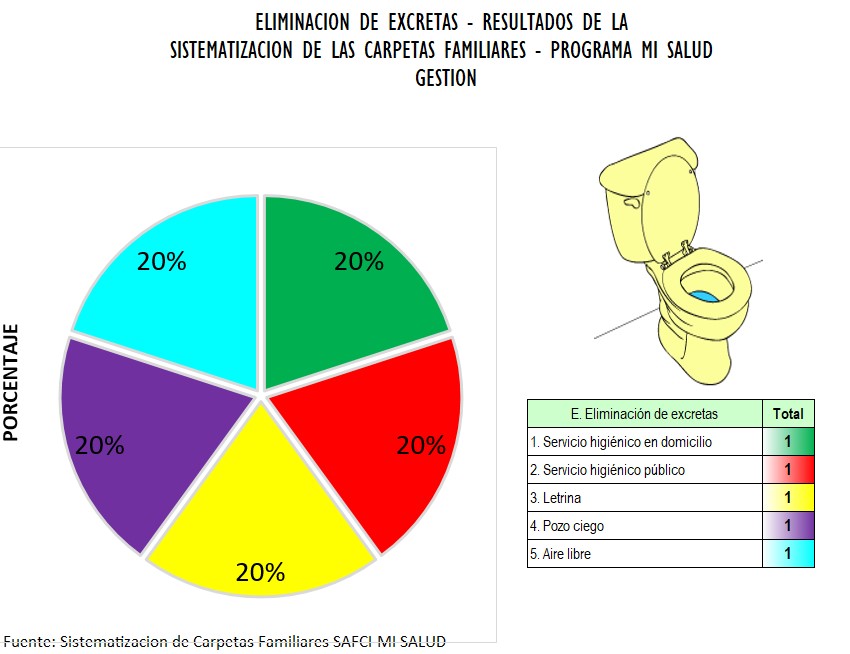 ELIMINACION DE EXCRETAS - RESULTADOS DE LA
SISTEMATIZACION DE LAS CARPETAS FAMILIARES - PROGRAMA MI SALUD
GESTION
PORCENTAJE
20%
20%
20%
20%
20%
E. Eliminación de excretas Total
1. Servicio higiénico en domicilio 1
2. Servicio higiénico público 1
3. Letrina 1
4. Pozo ciego 1
5. Aire libre 1
Fuente: Sistematizacion de Carpetas Familiares SAFCI MI SALUD